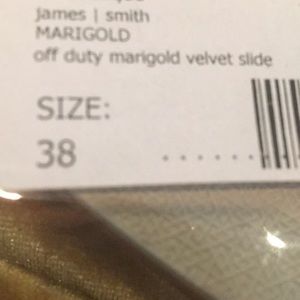 james | smith
MARIGOLD
off duty marigold velvet slide
SIZE:
38